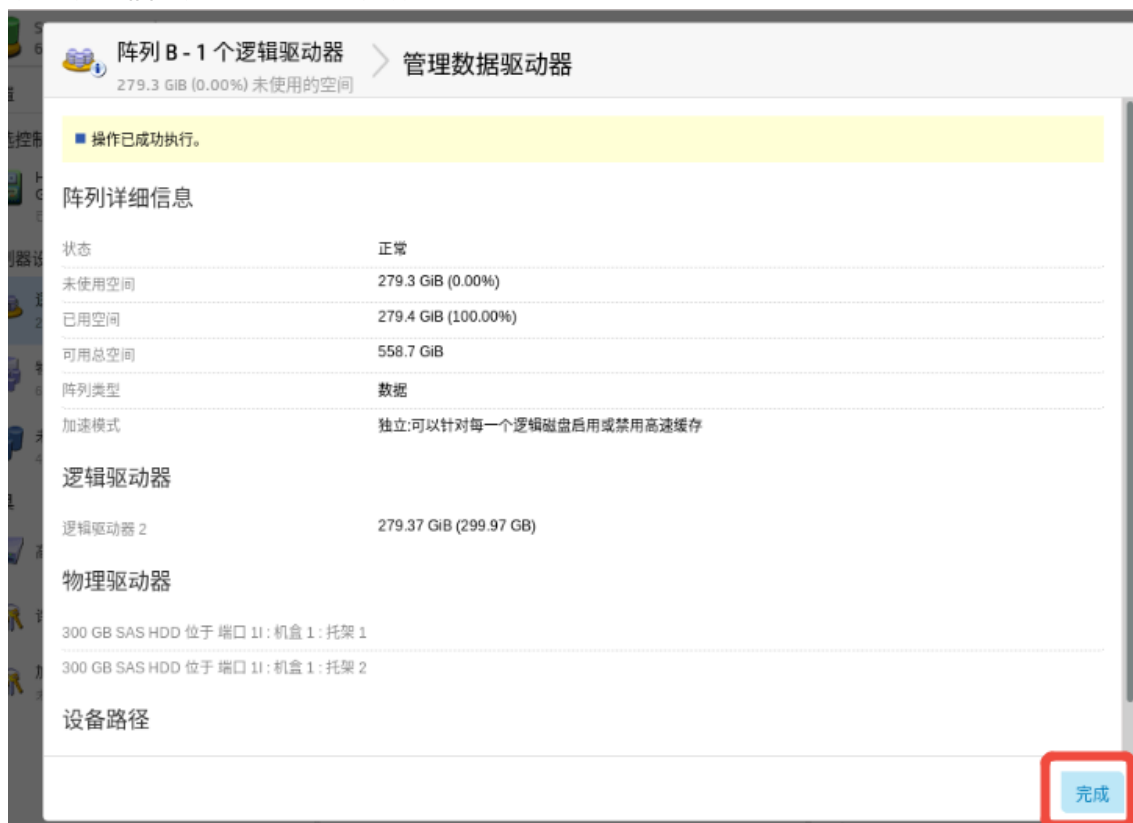 阵列 B - 1 个逻辑驱动器
279.3 GiB (0.00%) 未使用的空间
管理数据驱动器
操作已成功执行。
阵列详细信息
状态 正常
未使用空间 279.3 GiB (0.00%)
已用空间 279.4 GiB (100.00%)
可用总空间 558.7 GiB
阵列类型 数据
加速模式 独立:可以针对每一个逻辑磁盘启用或禁用高速缓存
逻辑驱动器
逻辑驱动器 2 279.37 GiB (299.97 GB)
物理驱动器
300 GB SAS HDD 位于 端口 1I : 机盒 1 : 托架 1
300 GB SAS HDD 位于 端口 1I : 机盒 1 : 托架 2
设备路径
完成